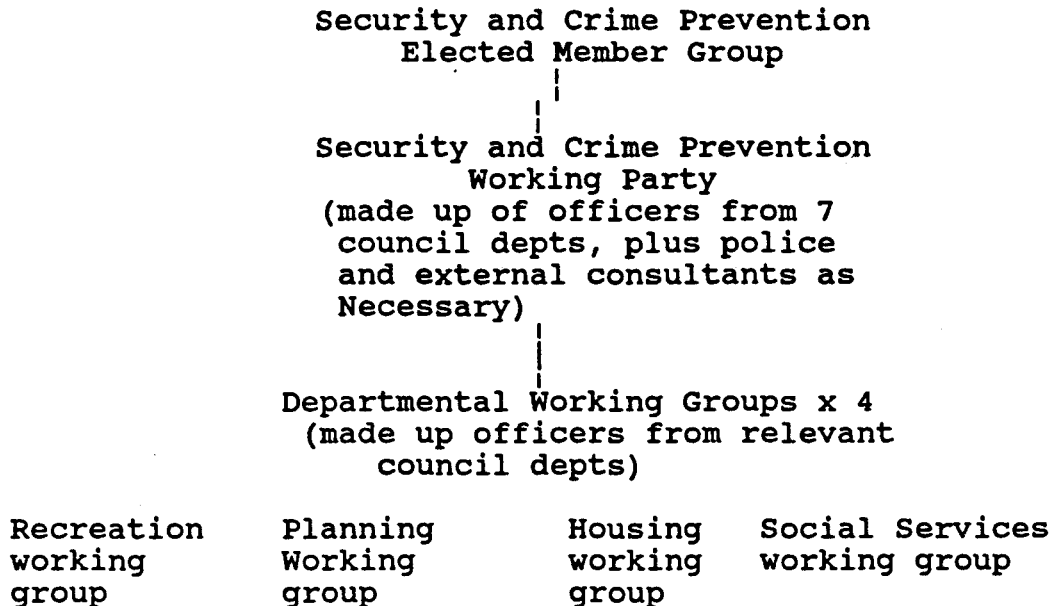 Security and Crime Prevention
Elected Member Group
Security and Crime Prevention
Working Party
(made up of officers from 7
council depts, plus police
and external consultants as
Necessary)
Departmental Working Groups x 4
(made up officers from relevant
council depts)
Recreation Planning Housing Social Services
working Working working working group
group group group